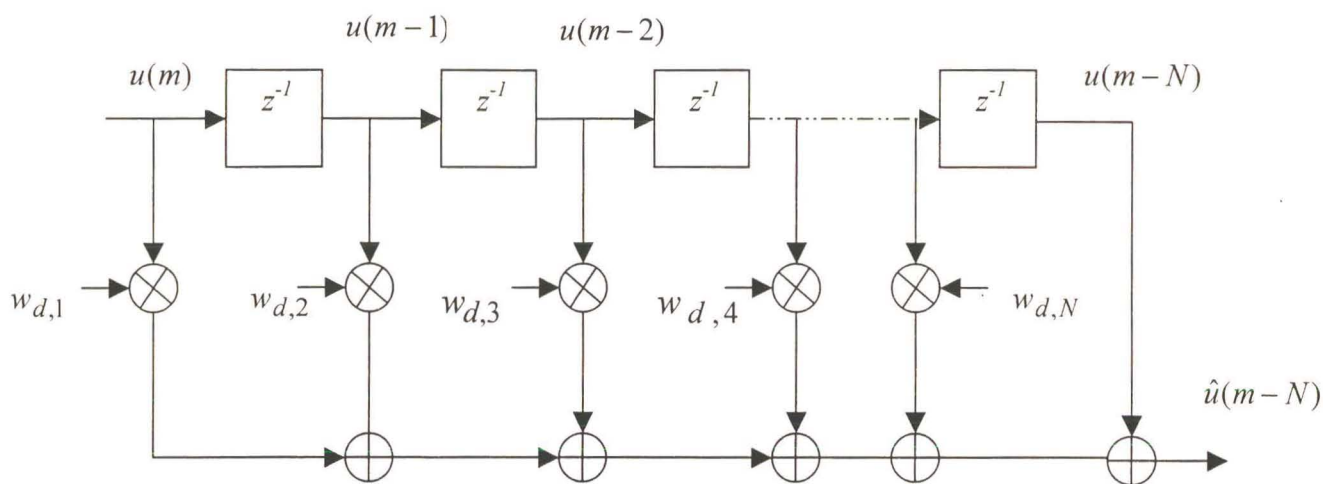 u(m−1)
u(m−2)
u(m)
u(m−N)
z⁻¹
z⁻¹
z⁻¹
z⁻¹
w_{d,1}
w_{d,2}
w_{d,3}
w_{d,4}
w_{d,N}
û(m−N)